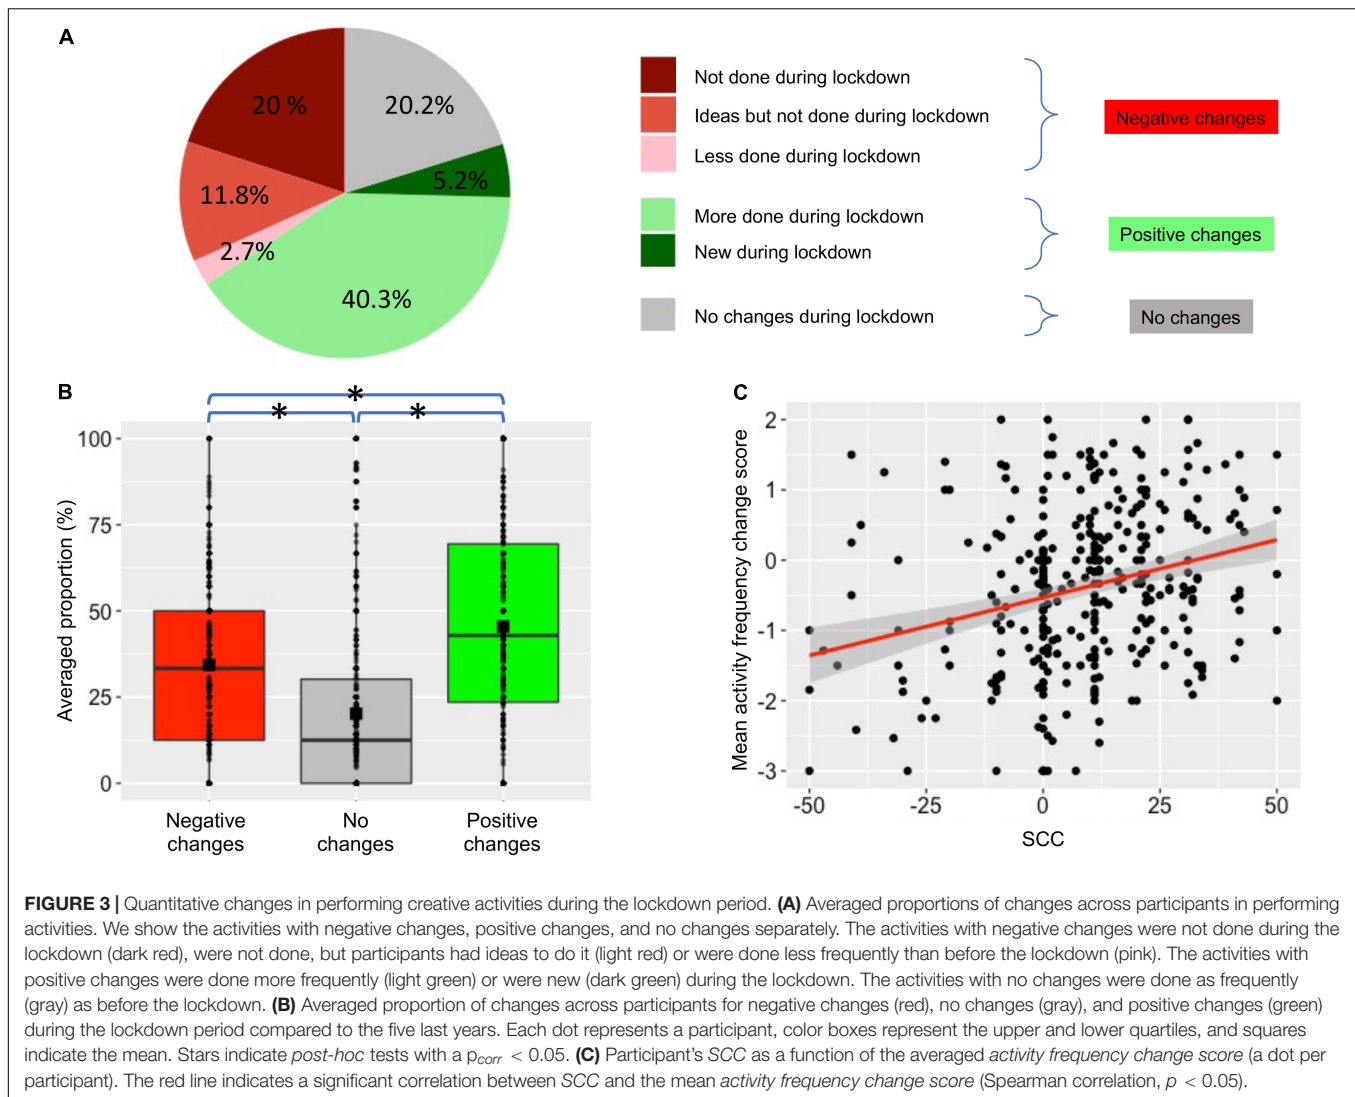 A
20 %
20.2%
5.2%
11.8%
2.7%
40.3%
Not done during lockdown
Ideas but not done during lockdown
Less done during lockdown
More done during lockdown
New during lockdown
No changes during lockdown
Negative changes
Positive changes
No changes
B
*
*
*
Averaged proportion (%)
100
75
50
25
0
Negative
changes
No
changes
Positive
changes
C
Mean activity frequency change score
2
1
0
-1
-2
-3
-50
-25
0
25
50
SCC
FIGURE 3 | Quantitative changes in performing creative activities during the lockdown period. (A) Averaged proportions of changes across participants in performing
activities. We show the activities with negative changes, positive changes, and no changes separately. The activities with negative changes were not done during the
lockdown (dark red), were not done, but participants had ideas to do it (light red) or were done less frequently than before the lockdown (pink). The activities with
positive changes were done more frequently (light green) or were new (dark green) during the lockdown. The activities with no changes were done as frequently
(gray) as before the lockdown. (B) Averaged proportion of changes across participants for negative changes (red), no changes (gray), and positive changes (green)
during the lockdown period compared to the five last years. Each dot represents a participant, color boxes represent the upper and lower quartiles, and squares
indicate the mean. Stars indicate post-hoc tests with a pcorr < 0.05. (C) Participant's SCC as a function of the averaged activity frequency change score (a dot per
participant). The red line indicates a significant correlation between SCC and the mean activity frequency change score (Spearman correlation, p < 0.05).